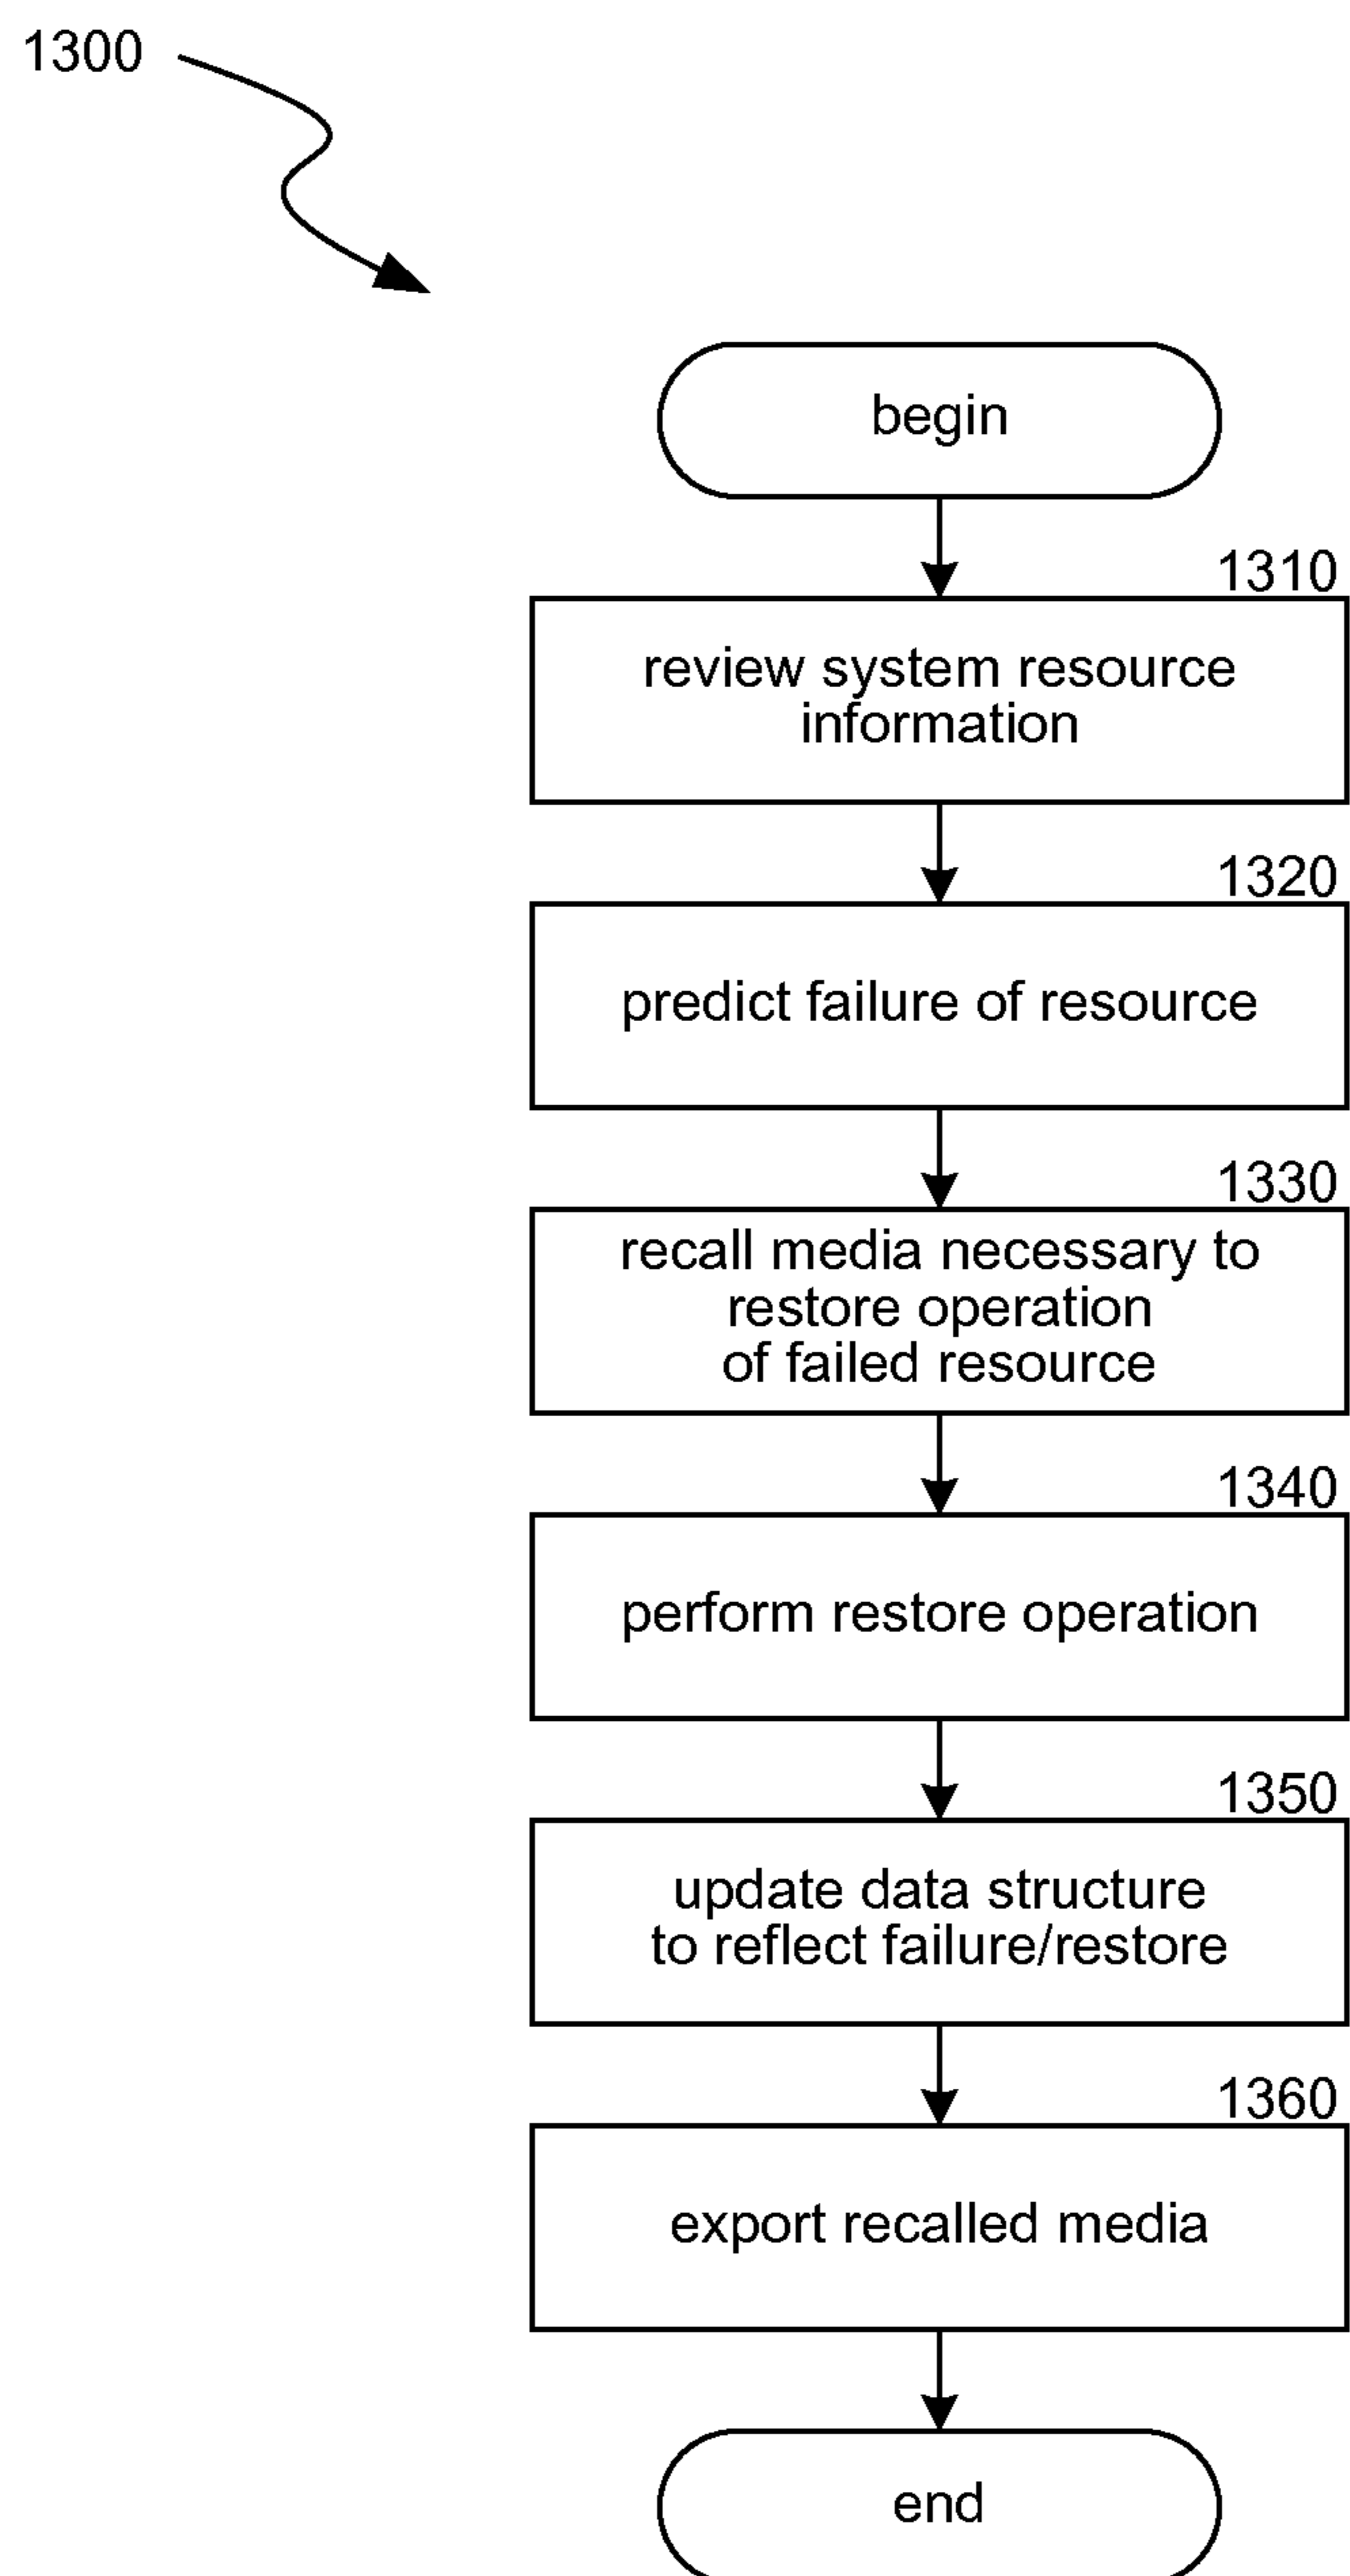 1300
begin
1310
review system resource
information
1320
predict failure of resource
1330
recall media necessary to
restore operation
of failed resource
1340
perform restore operation
1350
update data structure
to reflect failure/restore
1360
export recalled media
end